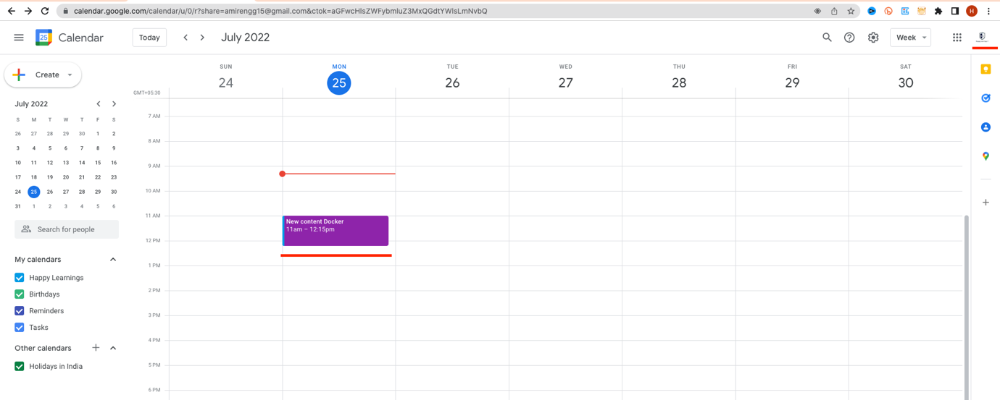 calendar.google.com/calendar/u/0/r?share=amirengg15@gmail.com&ctok=aGFwcHlsZWFybmluZ3MxQGdtYWlsLmNvbQ
H
25 Calendar
Today
July 2022
Week
Create
July 2022
S M T W T F S
26 27 28 29 30 1 2
3 4 5 6 7 8 9
10 11 12 13 14 15 16
17 18 19 20 21 22 23
24 25 26 27 28 29 30
31 1 2 3 4 5 6
Search for people
My calendars
Happy Learnings
Birthdays
Reminders
Tasks
Other calendars
Holidays in India
SUN MON TUE WED THU FRI SAT
24 25 26 27 28 29 30
GMT+05:30
7 AM
8 AM
9 AM
10 AM
11 AM
New content Docker
11am – 12:15pm
12 PM
1 PM
2 PM
3 PM
4 PM
5 PM
6 PM